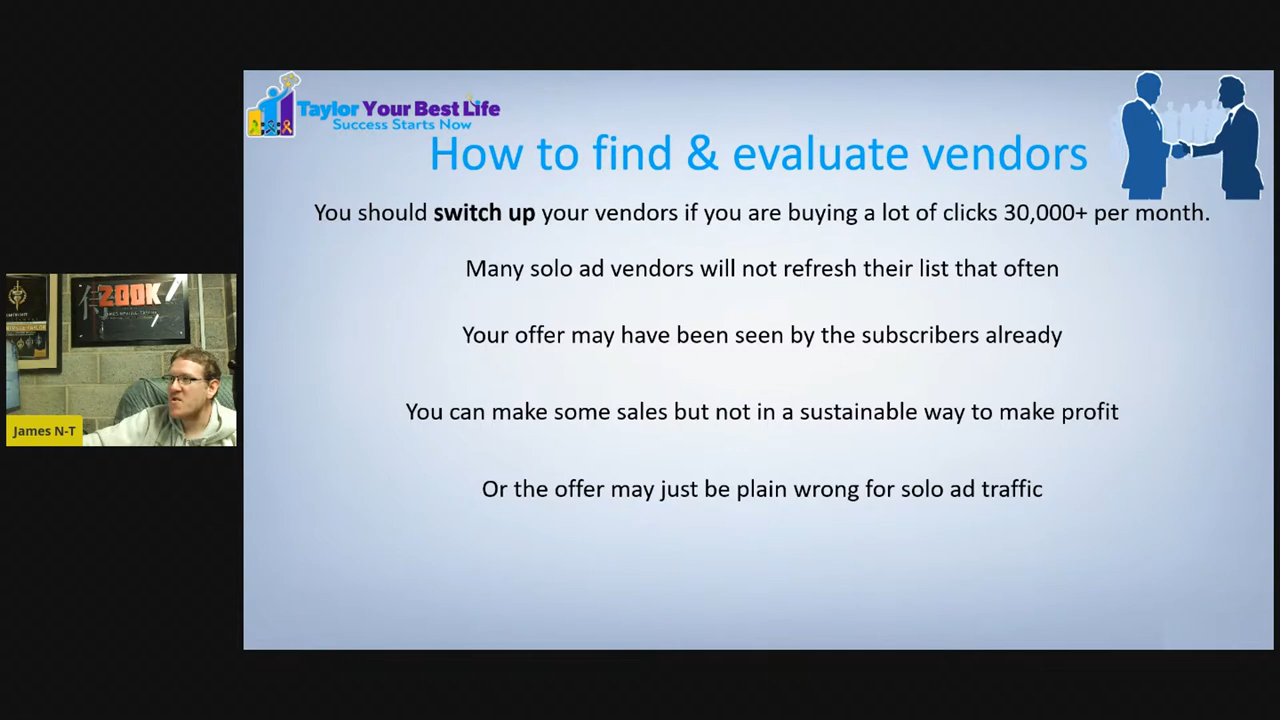 Taylor Your Best Life
Success Starts Now
How to find & evaluate vendors
You should switch up your vendors if you are buying a lot of clicks 30,000+ per month.
Many solo ad vendors will not refresh their list that often
Your offer may have been seen by the subscribers already
You can make some sales but not in a sustainable way to make profit
Or the offer may just be plain wrong for solo ad traffic
200K
James N-T